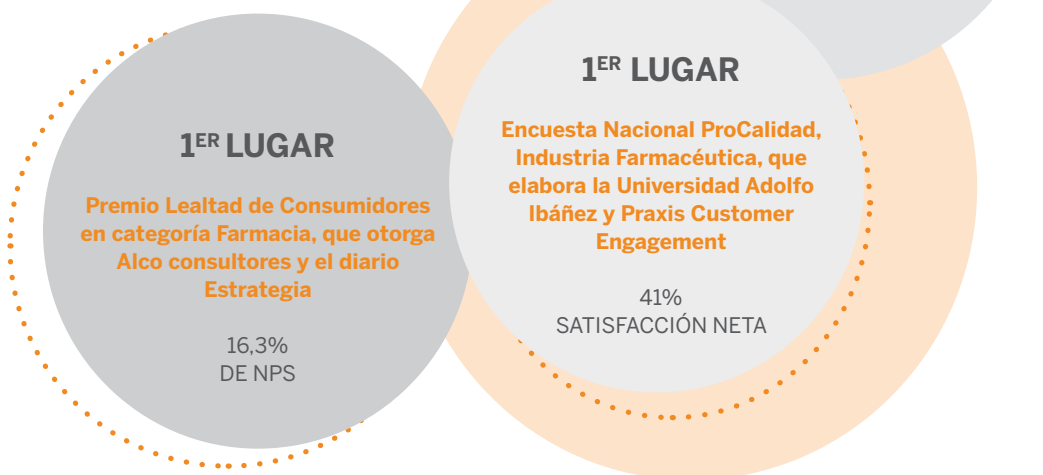 1ER LUGAR
Premio Lealtad de Consumidores
en categoría Farmacia, que otorga
Alco consultores y el diario
Estrategia
16,3%
DE NPS
1ER LUGAR
Encuesta Nacional ProCalidad,
Industria Farmacéutica, que
elabora la Universidad Adolfo
Ibáñez y Praxis Customer
Engagement
41%
SATISFACCIÓN NETA